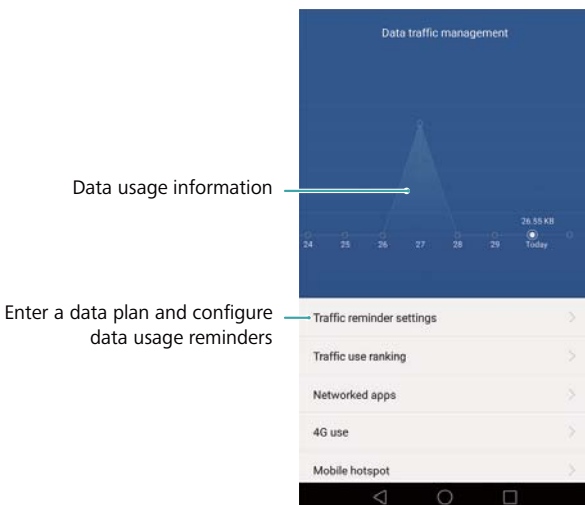 Data traffic management
Data usage information
26.55 KB
24 25 26 27 28 29 Today
Enter a data plan and configure
data usage reminders
Traffic reminder settings
Traffic use ranking
Networked apps
4G use
Mobile hotspot